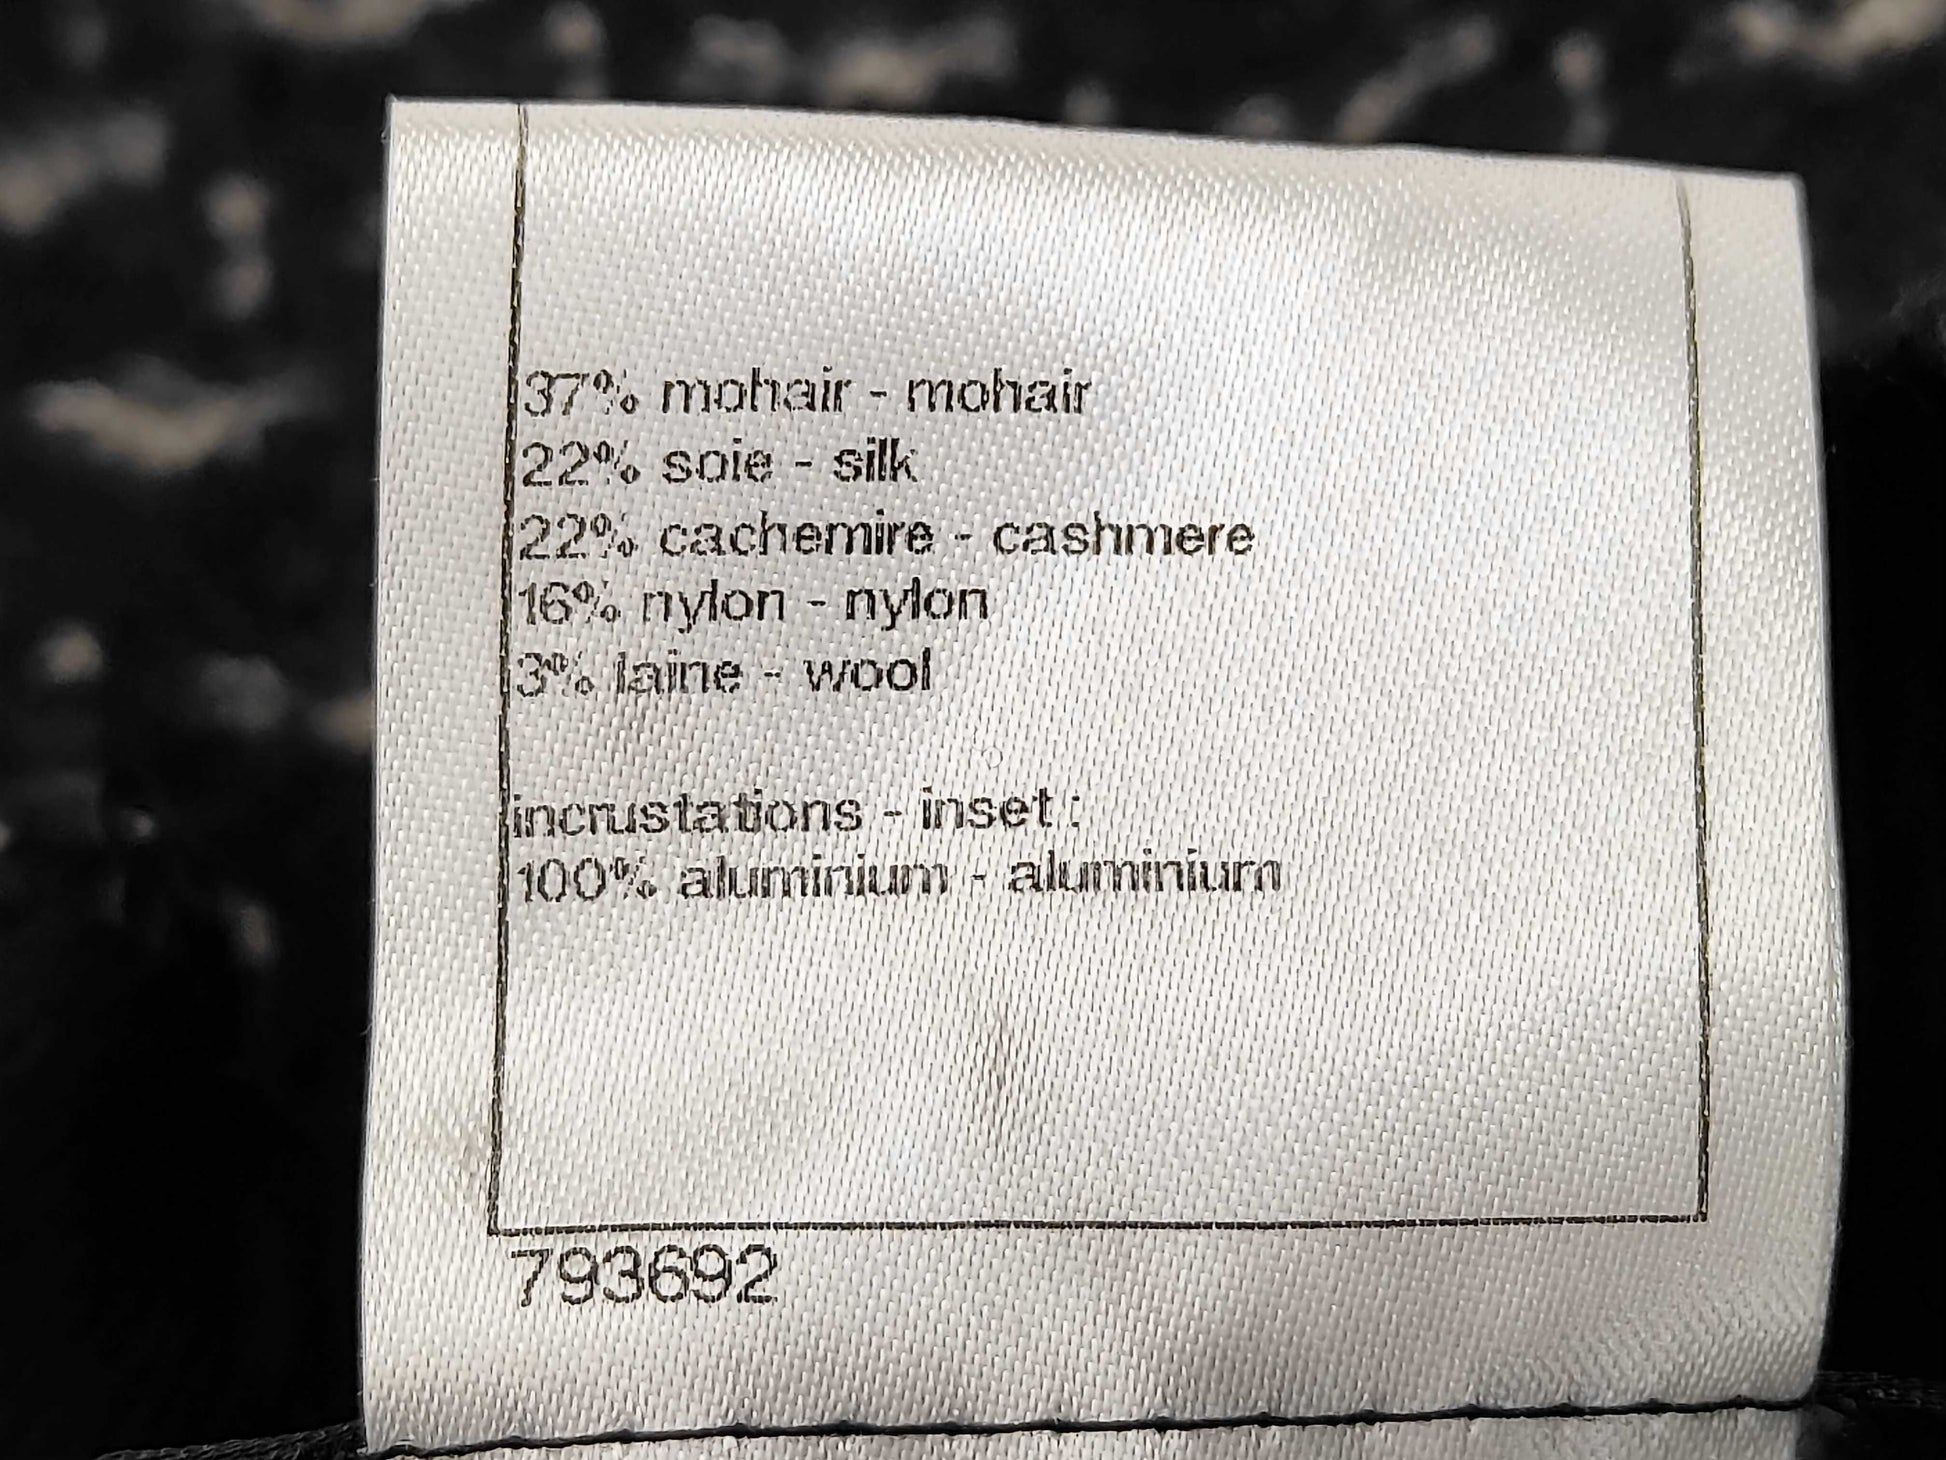 37% mohair - mohair
22% soie - silk
22% cachemire - cashmere
16% nylon - nylon
3% laine - wool
incrustations - inset :
100% aluminium - aluminium
793692